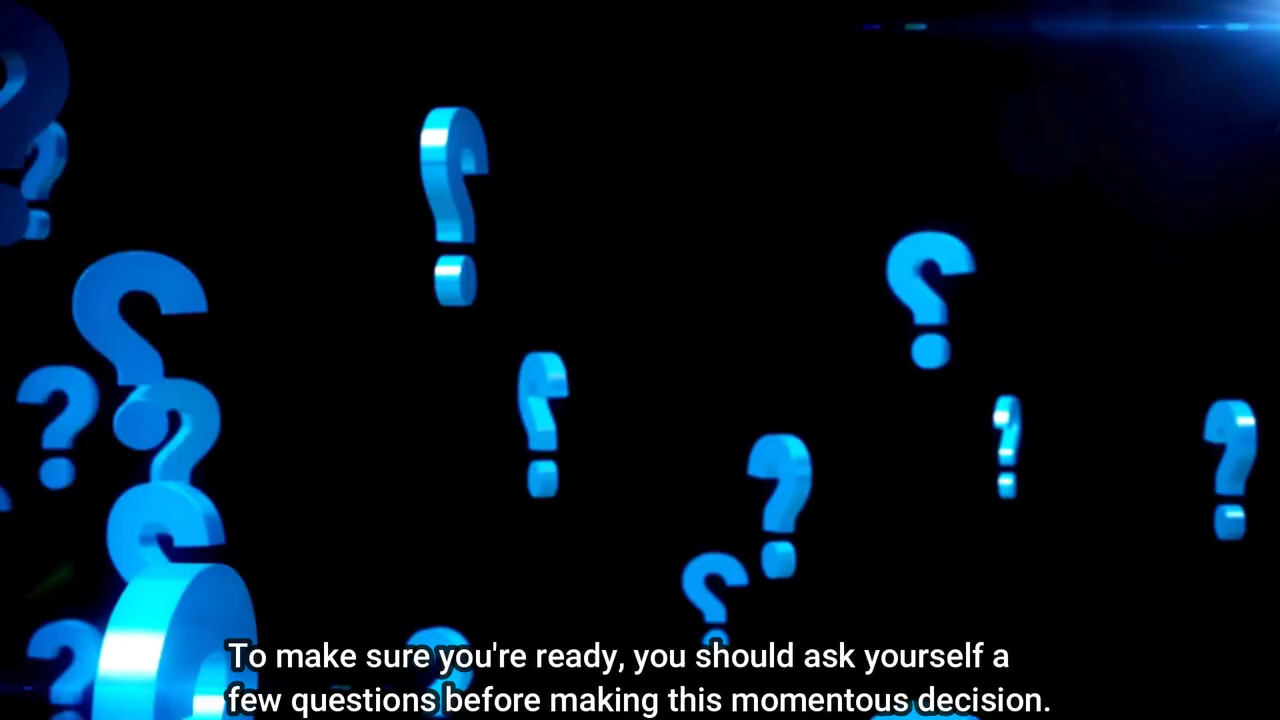 To make sure you're ready, you should ask yourself a
few questions before making this momentous decision.